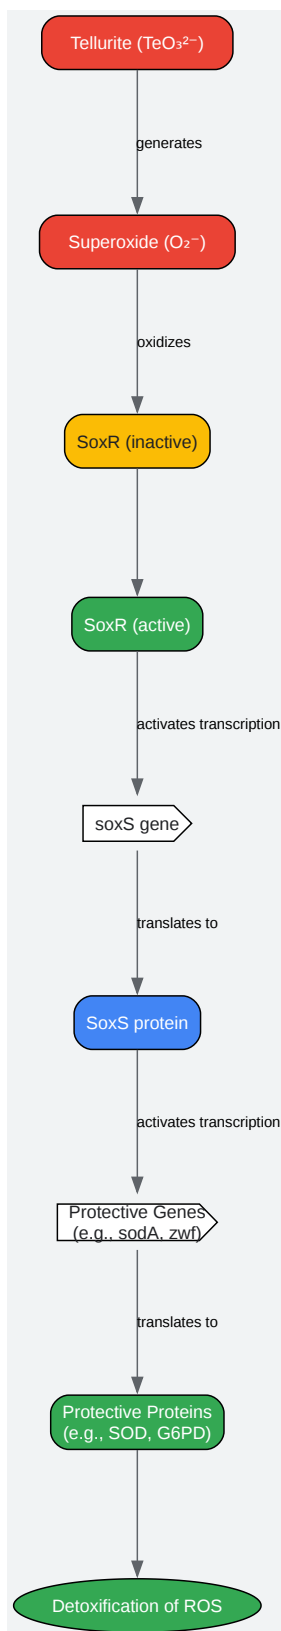 Tellurite (TeO₃²⁻)
generates
Superoxide (O₂⁻)
oxidizes
SoxR (inactive)
SoxR (active)
activates transcription
soxS gene
translates to
SoxS protein
activates transcription
Protective Genes
(e.g., sodA, zwf)
translates to
Protective Proteins
(e.g., SOD, G6PD)
Detoxification of ROS